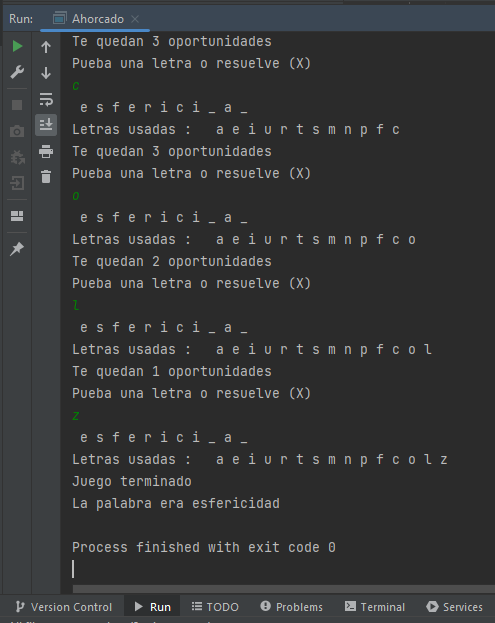 Run: Ahorcado ×
Te quedan 3 oportunidades
Pueba una letra o resuelve (X)
c
e s f e r i c i _ a _
Letras usadas :   a e i u r t s m n p f c
Te quedan 3 oportunidades
Pueba una letra o resuelve (X)
o
e s f e r i c i _ a _
Letras usadas :   a e i u r t s m n p f c o
Te quedan 2 oportunidades
Pueba una letra o resuelve (X)
l
e s f e r i c i _ a _
Letras usadas :   a e i u r t s m n p f c o l
Te quedan 1 oportunidades
Pueba una letra o resuelve (X)
z
e s f e r i c i _ a _
Letras usadas :   a e i u r t s m n p f c o l z
Juego terminado
La palabra era esfericidad
Process finished with exit code 0
Version Control Run TODO Problems Terminal Services